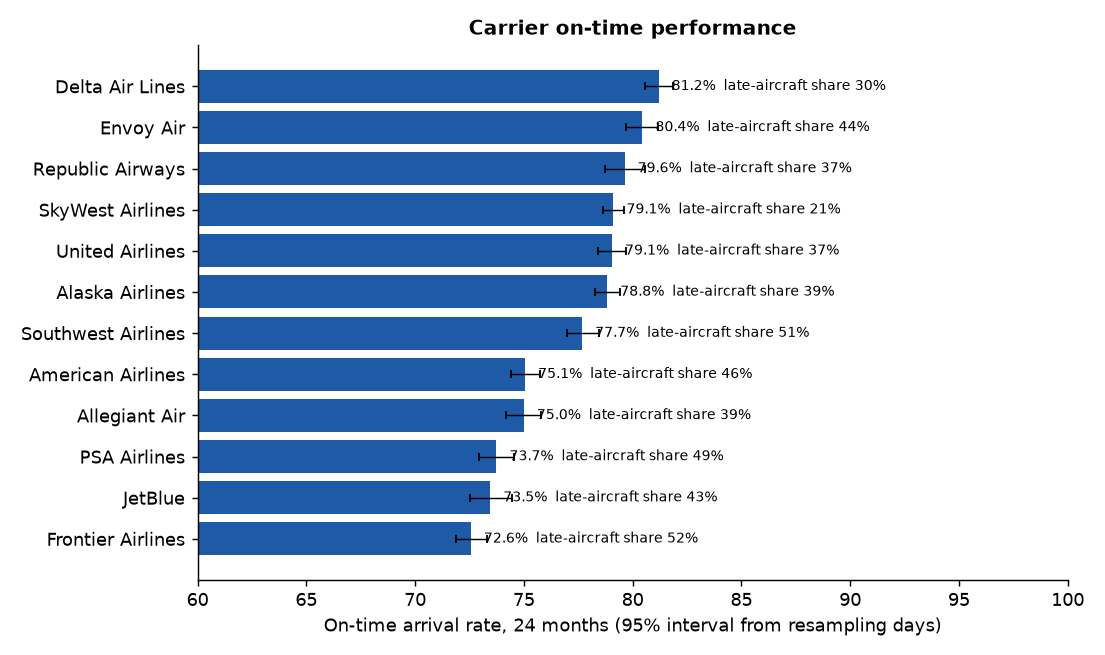 Carrier on-time performance
Delta Air Lines 81.2% late-aircraft share 30%
Envoy Air 80.4% late-aircraft share 44%
Republic Airways 79.6% late-aircraft share 37%
SkyWest Airlines 79.1% late-aircraft share 21%
United Airlines 79.1% late-aircraft share 37%
Alaska Airlines 78.8% late-aircraft share 39%
Southwest Airlines 77.7% late-aircraft share 51%
American Airlines 75.1% late-aircraft share 46%
Allegiant Air 75.0% late-aircraft share 39%
PSA Airlines 73.7% late-aircraft share 49%
JetBlue 73.5% late-aircraft share 43%
Frontier Airlines 72.6% late-aircraft share 52%
60 65 70 75 80 85 90 95 100
On-time arrival rate, 24 months (95% interval from resampling days)